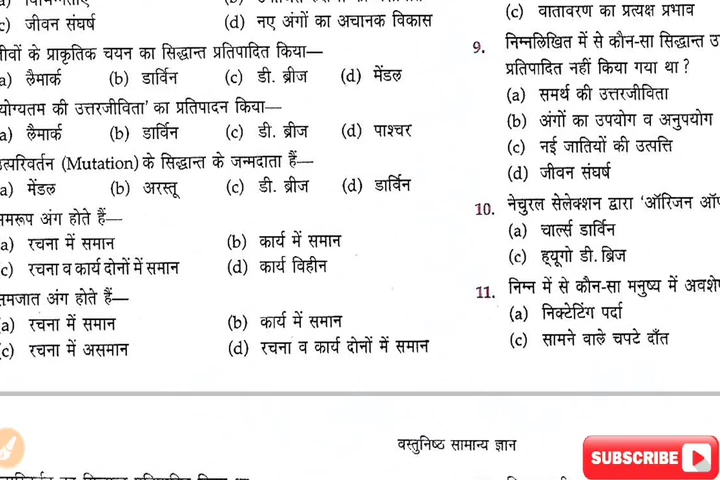 (d) नए अंगों का अचानक विकास
c) जीवन संघर्ष
जीवों के प्राकृतिक चयन का सिद्धान्त प्रतिपादित किया—
a) लैमार्क (b) डार्विन (c) डी. ब्रीज (d) मेंडल
योग्यतम की उत्तरजीविता' का प्रतिपादन किया—
a) लैमार्क (b) डार्विन (c) डी. ब्रीज (d) पाश्चर
उत्परिवर्तन (Mutation) के सिद्धान्त के जन्मदाता हैं—
a) मेंडल (b) अरस्तू (c) डी. ब्रीज (d) डार्विन
समरूप अंग होते हैं—
a) रचना में समान (b) कार्य में समान
c) रचना व कार्य दोनों में समान (d) कार्य विहीन
समजात अंग होते हैं—
(a) रचना में समान (b) कार्य में समान
(c) रचना में असमान (d) रचना व कार्य दोनों में समान
(c) वातावरण का प्रत्यक्ष प्रभाव
9. निम्नलिखित में से कौन-सा सिद्धान्त
प्रतिपादित नहीं किया गया था ?
(a) समर्थ की उत्तरजीविता
(b) अंगों का उपयोग व अनुपयोग
(c) नई जातियों की उत्पत्ति
(d) जीवन संघर्ष
10. नेचुरल सेलेक्शन द्वारा 'ऑरिजन
(a) चार्ल्स डार्विन
(c) ह्यूगो डी. ब्रिज
11. निम्न में से कौन-सा मनुष्य में
(a) निक्टेटिंग पर्दा
(c) सामने वाले चपटे दाँत
वस्तुनिष्ठ सामान्य ज्ञान
SUBSCRIBE